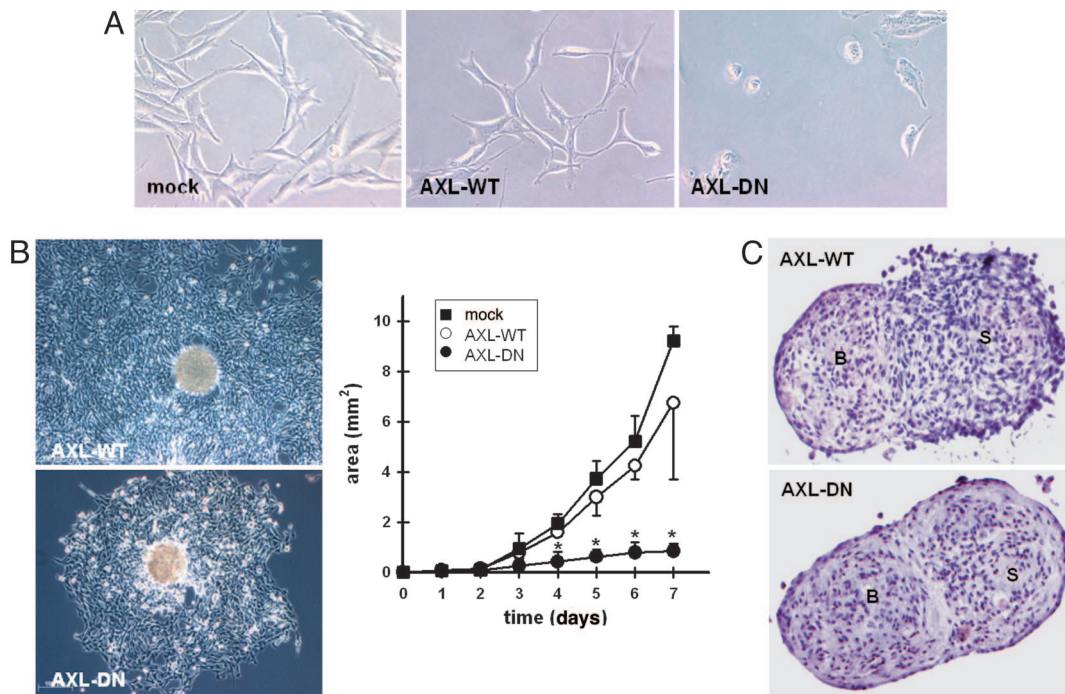 A
mock
AXL-WT
AXL-DN
B
AXL-WT
AXL-DN
area (mm²)
10
8
6
4
2
0
mock
AXL-WT
AXL-DN
* * * *
0 1 2 3 4 5 6 7
time (days)
C
AXL-WT
B
S
AXL-DN
B
S